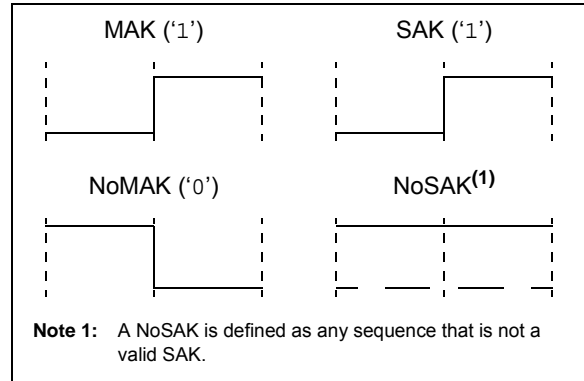 MAK (‘1’) SAK (‘1’)
NoMAK (‘0’) NoSAK(1)
Note 1: A NoSAK is defined as any sequence that is not a
valid SAK.